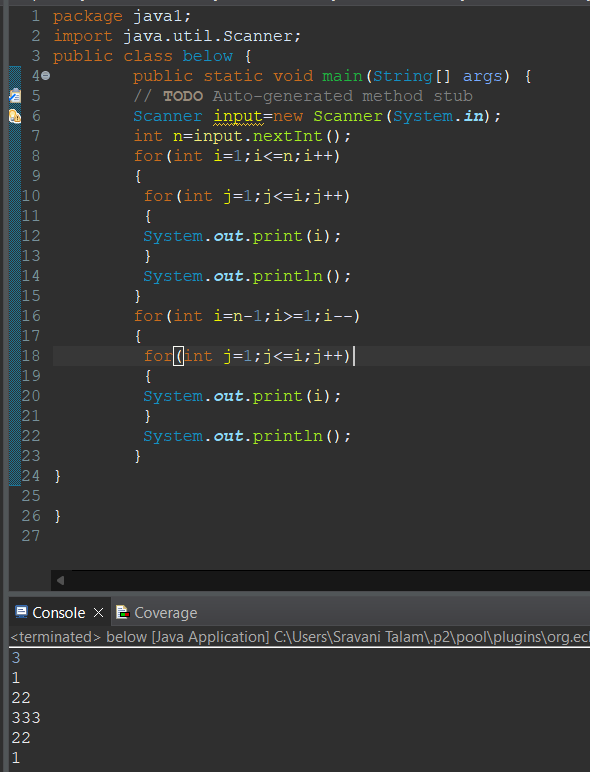 1 package java1;
2 import java.util.Scanner;
3 public class below {
4 public static void main(String[] args) {
5 // TODO Auto-generated method stub
6 Scanner input=new Scanner(System.in);
7 int n=input.nextInt();
8 for(int i=1;i<=n;i++)
9 {
10 for(int j=1;j<=i;j++)
11 {
12 System.out.print(i);
13 }
14 System.out.println();
15 }
16 for(int i=n-1;i>=1;i--)
17 {
18 for(int j=1;j<=i;j++)
19 {
20 System.out.print(i);
21 }
22 System.out.println();
23 }
24 }
25
26 }
27
Console Coverage
<terminated> below [Java Application] C:\Users\Sravani Talam\.p2\pool\plugins\org.ecl
3
1
22
333
22
1